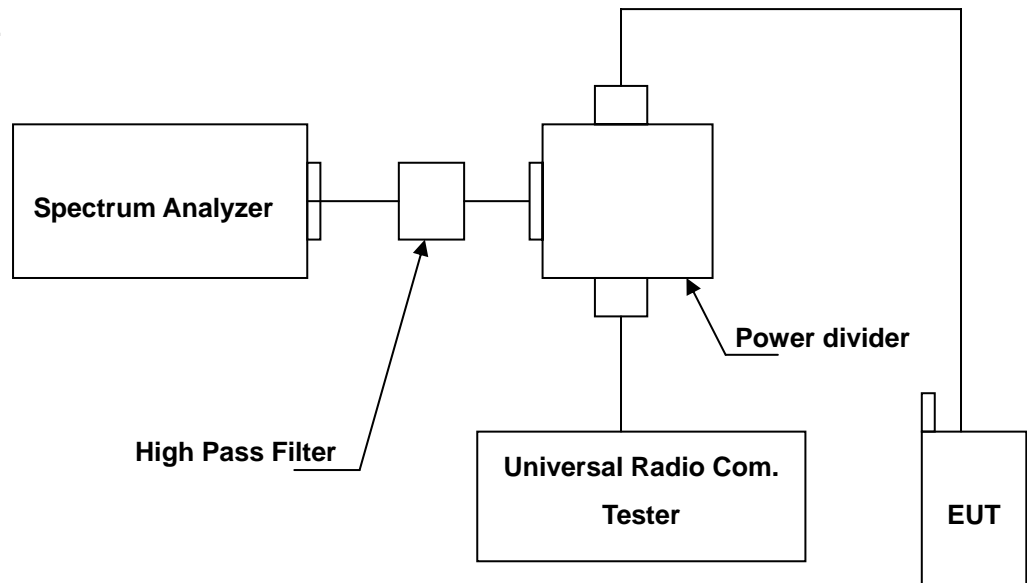 Spectrum Analyzer
Power divider
High Pass Filter
Universal Radio Com.
Tester
EUT